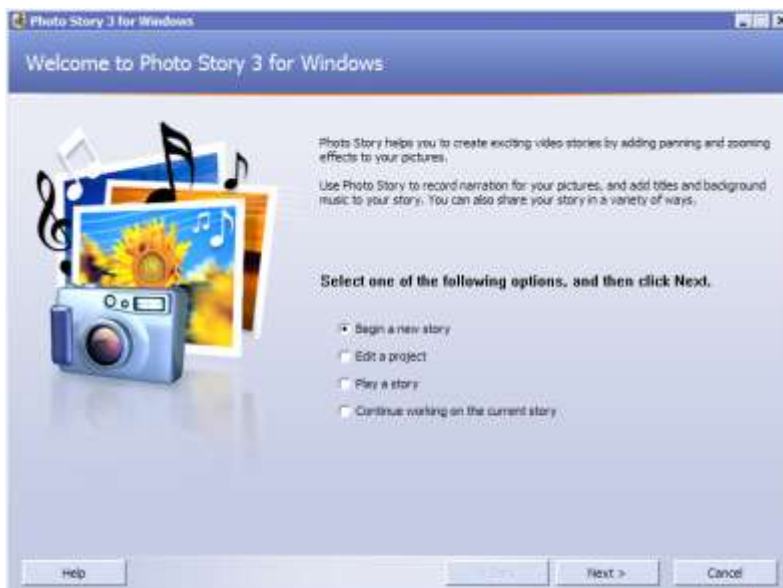 Photo Story 3 for Windows
Welcome to Photo Story 3 for Windows
Photo Story helps you to create exciting video stories by adding panning and zooming
effects to your pictures.
Use Photo Story to record narration for your pictures, and add titles and background
music to your story. You can also share your story in a variety of ways.
Select one of the following options, and then click Next.
Begin a new story
Edit a project
Play a story
Continue working on the current story
Help
Next >
Cancel